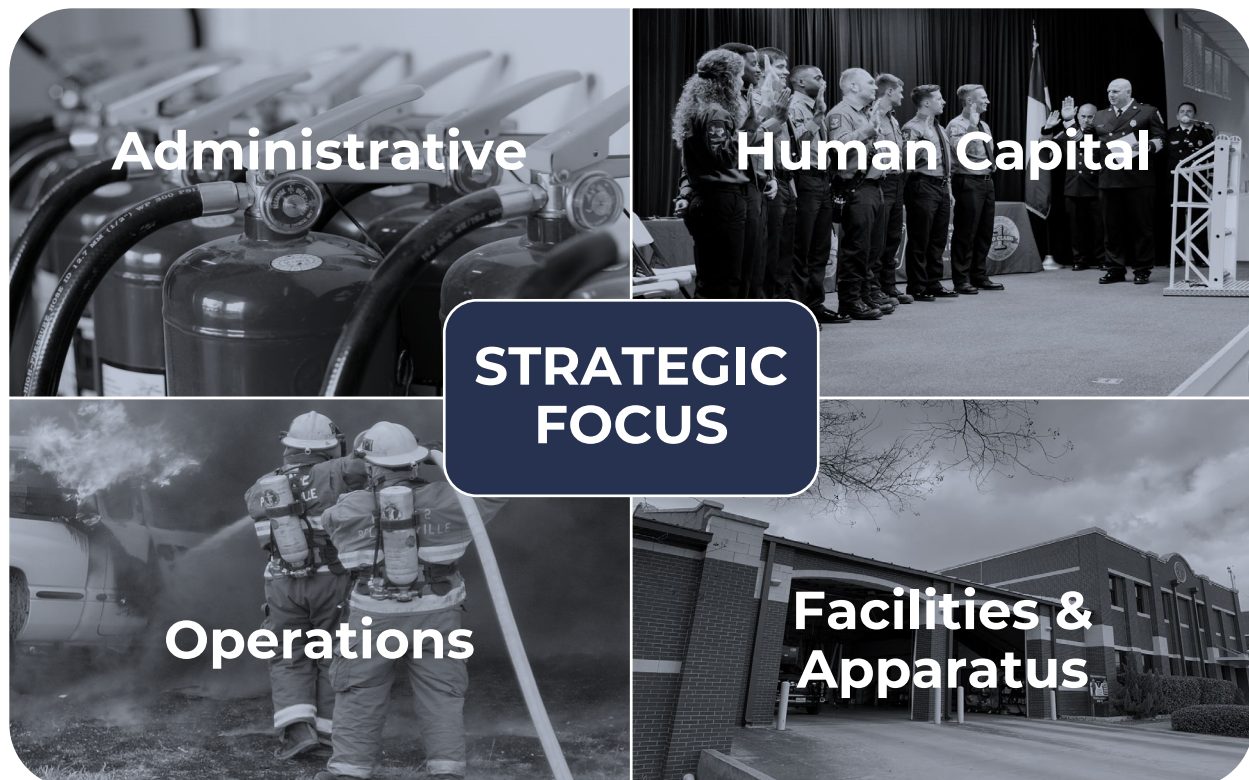 Administrative
Human Capital
STRATEGIC
FOCUS
Operations
Facilities &
Apparatus